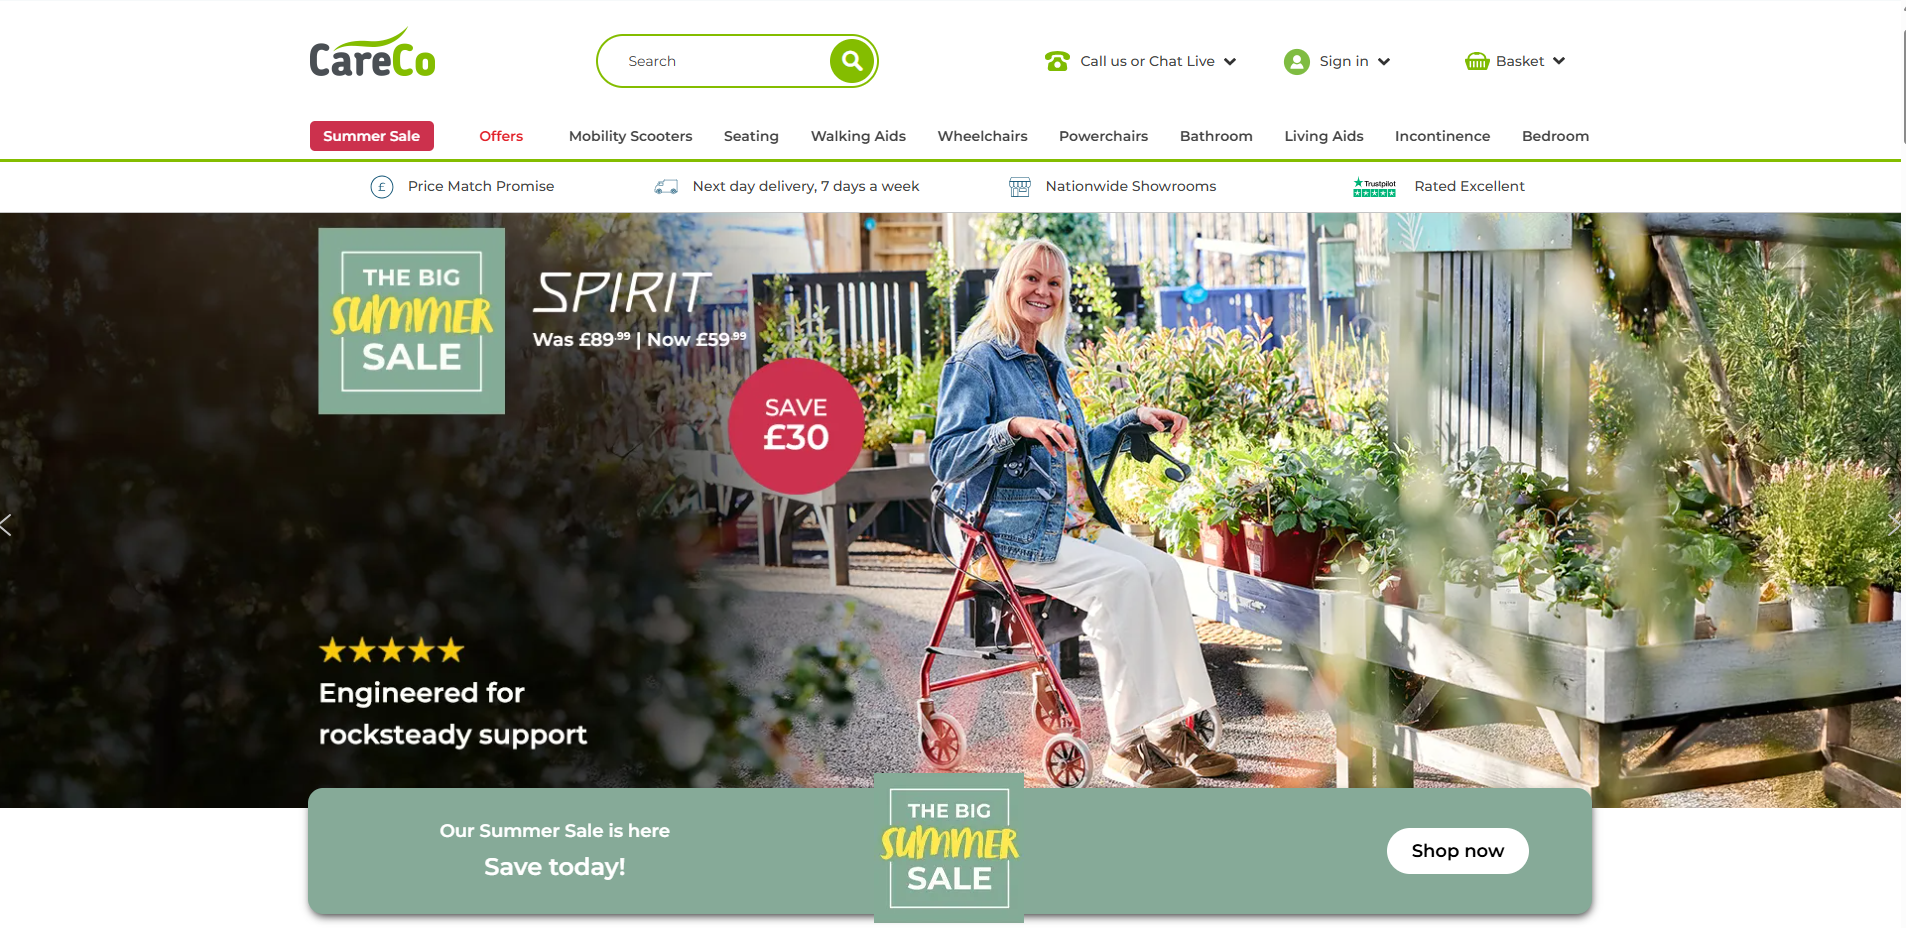 CareCo
Search
Call us or Chat Live
Sign in
Basket
Summer Sale
Offers
Mobility Scooters
Seating
Walking Aids
Wheelchairs
Powerchairs
Bathroom
Living Aids
Incontinence
Bedroom
£
Price Match Promise
Next day delivery, 7 days a week
Nationwide Showrooms
Trustpilot
Rated Excellent
THE BIG
SUMMER
SALE
SPIRIT
Was £89.99 | Now £59.99
SAVE
£30
Engineered for
rocksteady support
Our Summer Sale is here
Save today!
THE BIG
SUMMER
SALE
Shop now